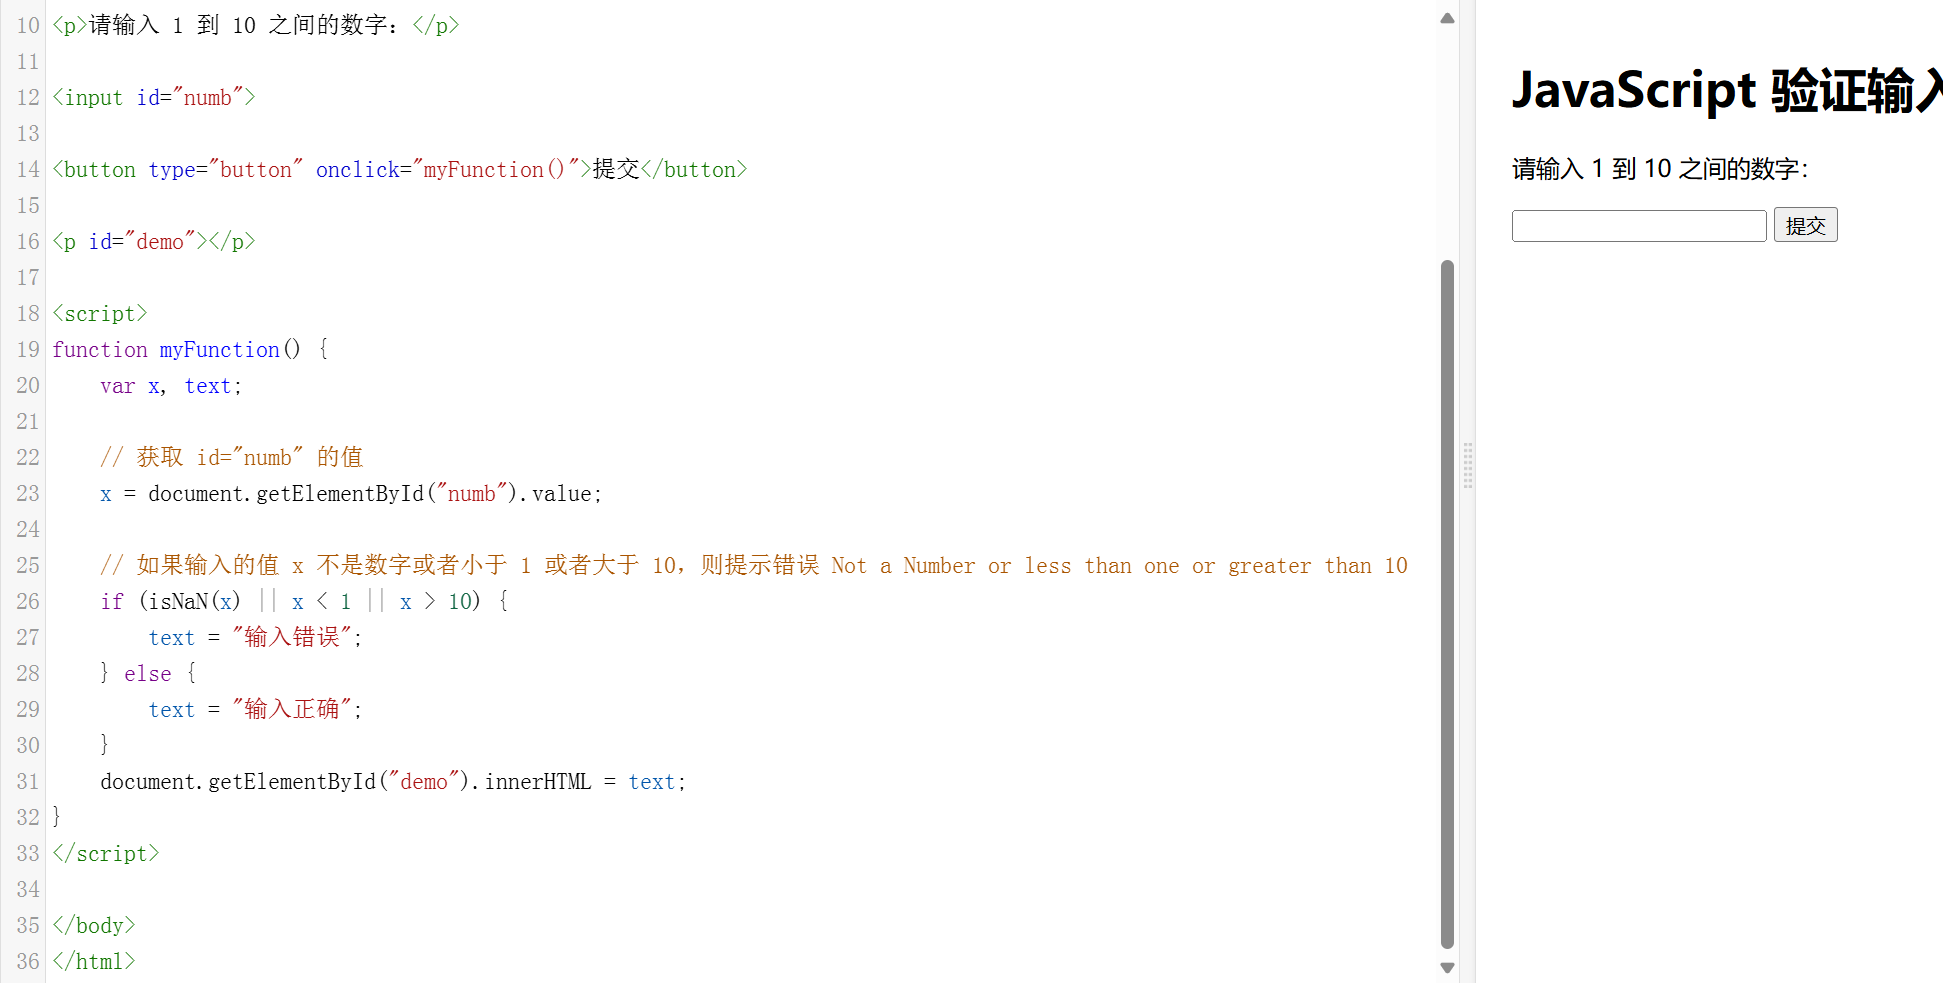 10 <p>请输入 1 到 10 之间的数字：</p>
11
12 <input id="numb">
13
14 <button type="button" onclick="myFunction()">提交</button>
15
16 <p id="demo"></p>
17
18 <script>
19 function myFunction() {
20     var x, text;
21
22     // 获取 id="numb" 的值
23     x = document.getElementById("numb").value;
24
25     // 如果输入的值 x 不是数字或者小于 1 或者大于 10，则提示错误 Not a Number or less than one or greater than 10
26     if (isNaN(x) || x < 1 || x > 10) {
27         text = "输入错误";
28     } else {
29         text = "输入正确";
30     }
31     document.getElementById("demo").innerHTML = text;
32 }
33 </script>
34
35 </body>
36 </html>
JavaScript 验证输入
请输入 1 到 10 之间的数字：
提交